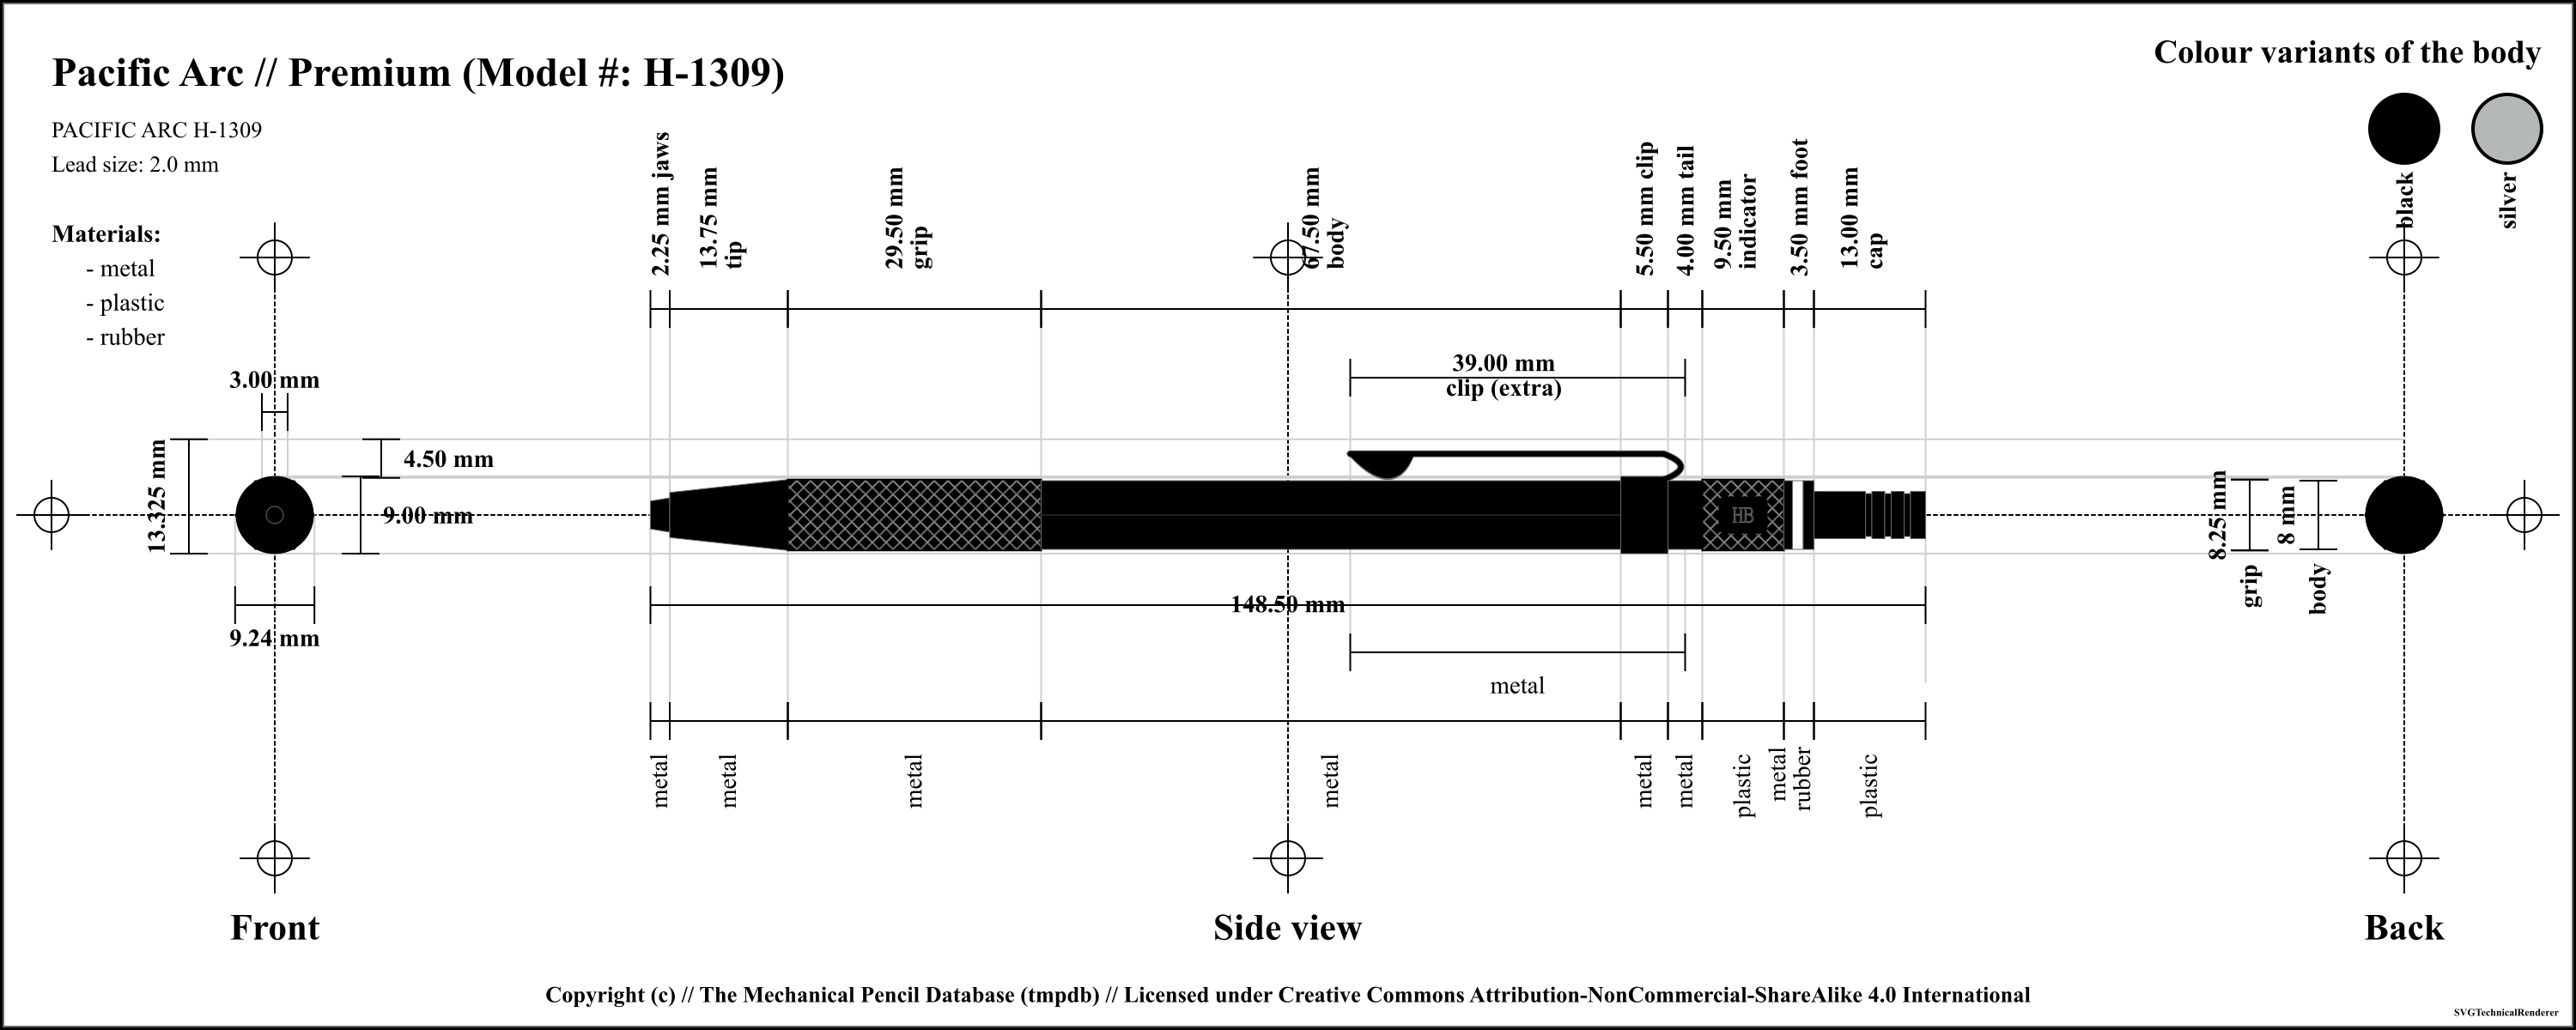 Pacific Arc // Premium (Model #: H-1309)
Colour variants of the body
PACIFIC ARC H-1309
Lead size: 2.0 mm
black
silver
Materials:
- metal
- plastic
- rubber
2.25 mm jaws
13.75 mm
tip
29.50 mm
grip
67.50 mm
body
5.50 mm clip
4.00 mm tail
9.50 mm
indicator
3.50 mm foot
13.00 mm
cap
39.00 mm
clip (extra)
3.00 mm
13.325 mm
4.50 mm
9.00 mm
9.24 mm
HB
8.25 mm
grip
8 mm
body
148.50 mm
metal
metal
metal
metal
metal
metal
metal
plastic
metal
rubber
plastic
Front
Side view
Back
Copyright (c) // The Mechanical Pencil Database (tmpdb) // Licensed under Creative Commons Attribution-NonCommercial-ShareAlike 4.0 International
SVGTechnicalRenderer